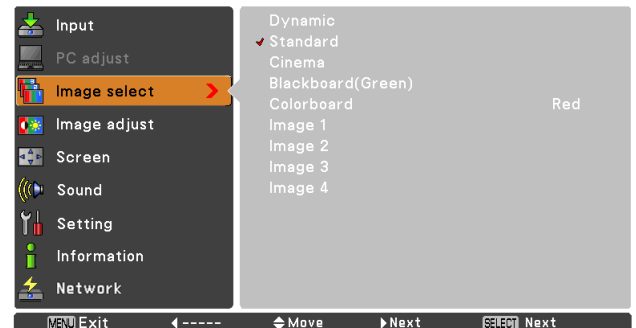 Input
PC adjust
Image select
Image adjust
Screen
Sound
Setting
Information
Network
Dynamic
Standard
Cinema
Blackboard(Green)
Colorboard Red
Image 1
Image 2
Image 3
Image 4
MENU Exit ----- Move Next SELECT Next